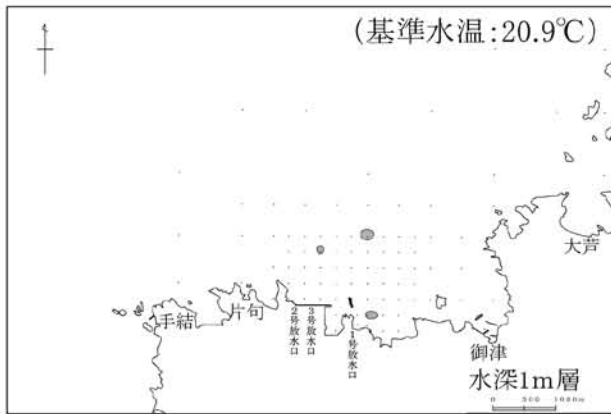 (基準水温:20.9℃)
大芦
手結
片句
2号放水口
3号放水口
1号放水口
御津
水深1m層
0 500 1000m